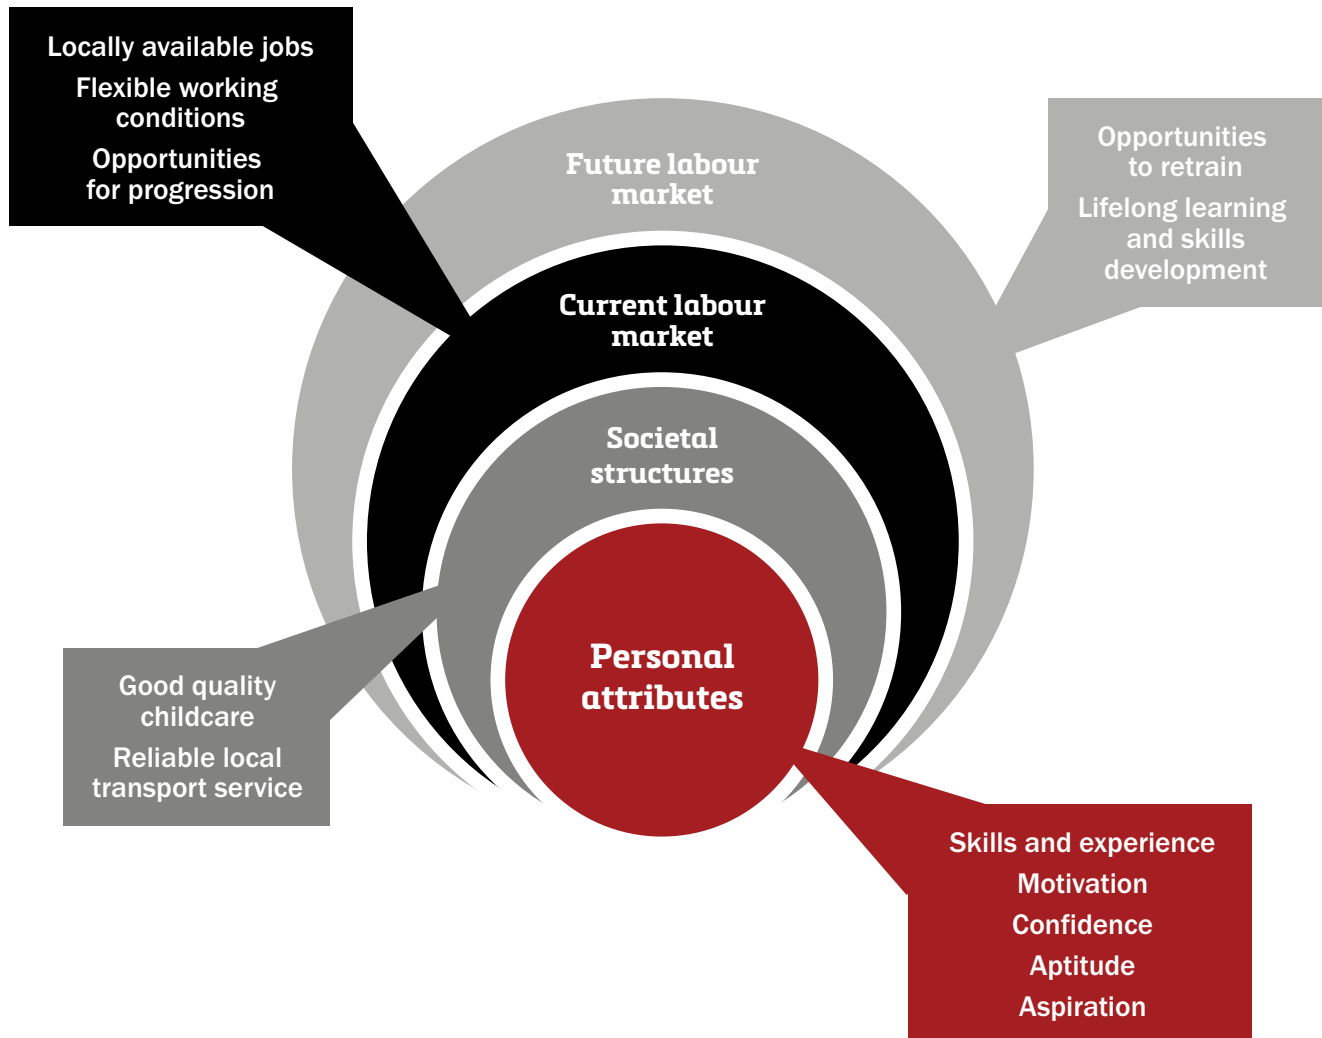 Locally available jobs
Flexible working
conditions
Opportunities
for progression
Future labour
market
Opportunities
to retrain
Lifelong learning
and skills
development
Current labour
market
Societal
structures
Personal
attributes
Good quality
childcare
Reliable local
transport service
Skills and experience
Motivation
Confidence
Aptitude
Aspiration